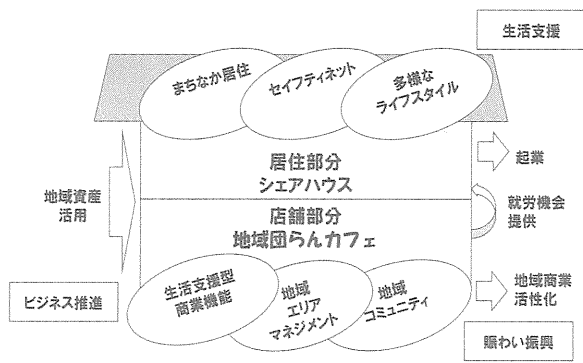 生活支援
まちなか居住
セイフティネット
多様な
ライフスタイル
居住部分
シェアハウス
起業
地域資産
活用
就労機会
提供
店舗部分
地域団らんカフェ
生活支援型
商業機能
地域
エリア
マネジメント
地域
コミュニティ
地域商業
活性化
ビジネス推進
賑わい振興